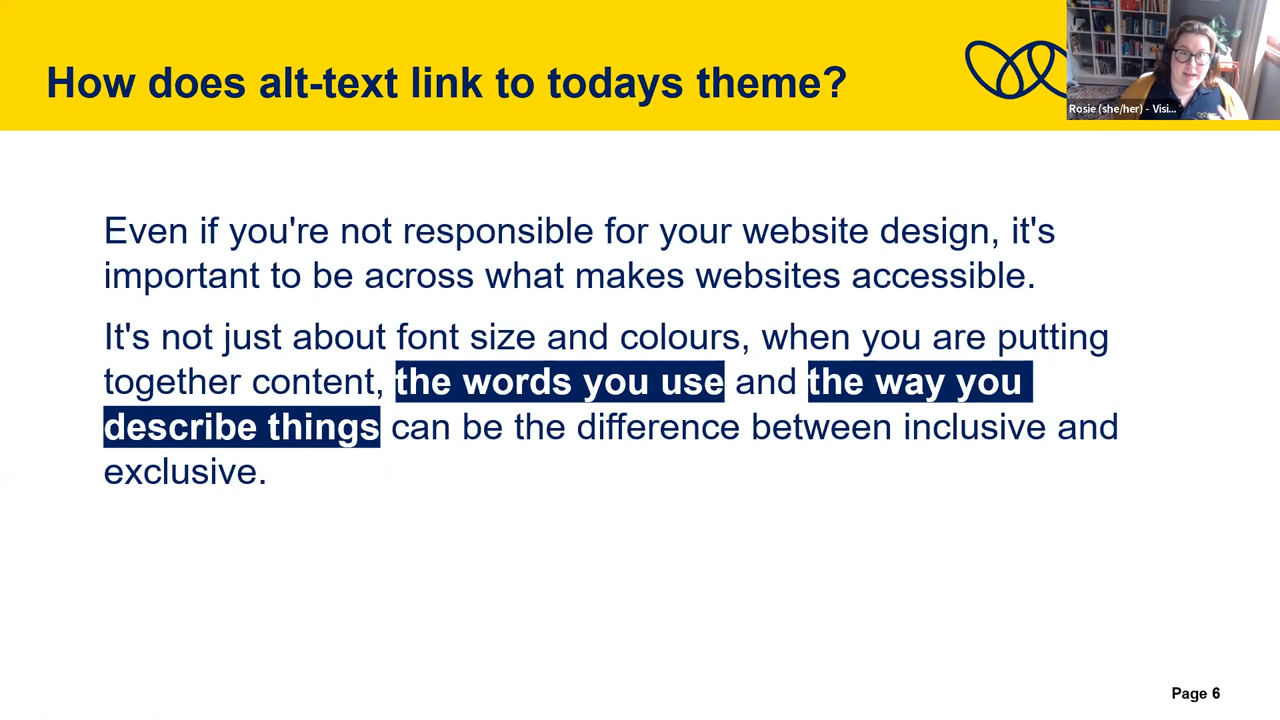 How does alt-text link to todays theme?
Rosie (she/her) - Visi...
Even if you're not responsible for your website design, it's
important to be across what makes websites accessible.
It's not just about font size and colours, when you are putting
together content, the words you use and the way you
describe things can be the difference between inclusive and
exclusive.
Page 6